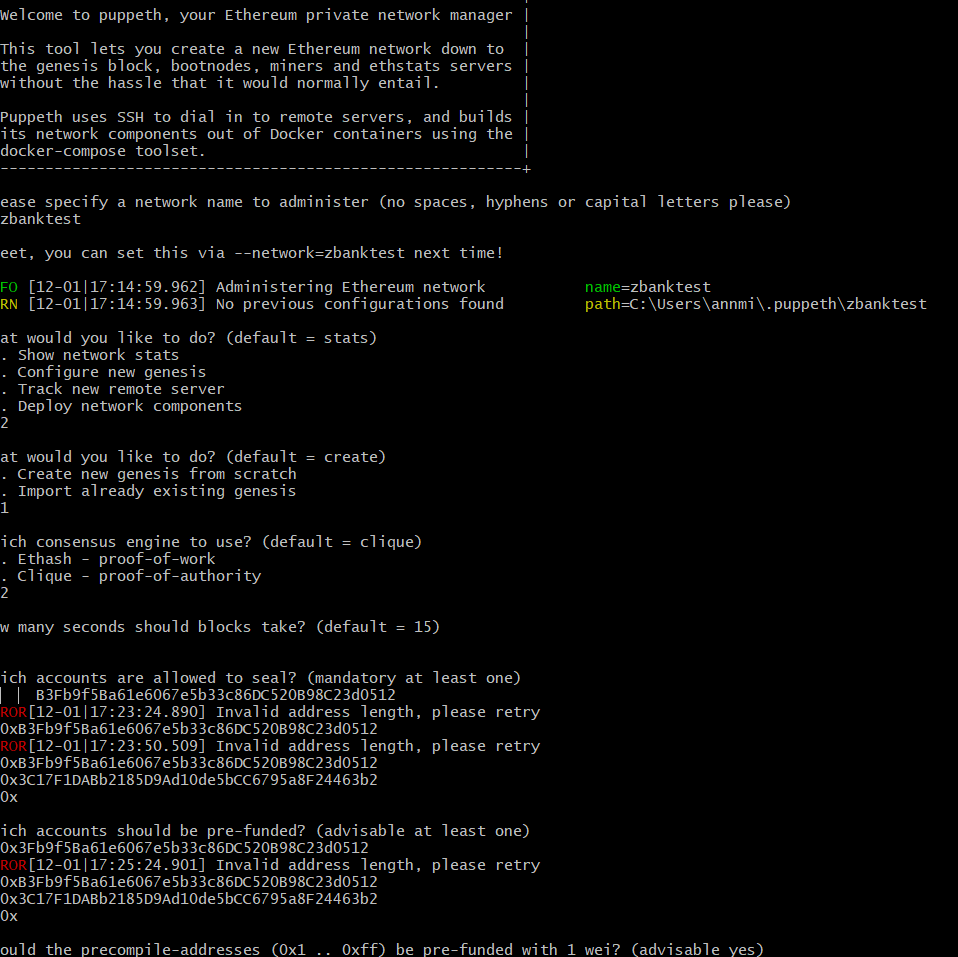 Welcome to puppeth, your Ethereum private network manager |
|
This tool lets you create a new Ethereum network down to |
the genesis block, bootnodes, miners and ethstats servers |
without the hassle that it would normally entail. |
|
Puppeth uses SSH to dial in to remote servers, and builds |
its network components out of Docker containers using the |
docker-compose toolset. |
----------------------------------------------------------+
ease specify a network name to administer (no spaces, hyphens or capital letters please)
zbanktest
eet, you can set this via --network=zbanktest next time!
FO [12-01|17:14:59.962] Administering Ethereum network name=zbanktest
RN [12-01|17:14:59.963] No previous configurations found path=C:\Users\annmi\.puppeth\zbanktest
at would you like to do? (default = stats)
. Show network stats
. Configure new genesis
. Track new remote server
. Deploy network components
2
at would you like to do? (default = create)
. Create new genesis from scratch
. Import already existing genesis
1
ich consensus engine to use? (default = clique)
. Ethash - proof-of-work
. Clique - proof-of-authority
2
w many seconds should blocks take? (default = 15)
ich accounts are allowed to seal? (mandatory at least one)
| | B3Fb9f5Ba61e6067e5b33c86DC520B98C23d0512
ROR[12-01|17:23:24.890] Invalid address length, please retry
0xB3Fb9f5Ba61e6067e5b33c86DC520B98C23d0512
ROR[12-01|17:23:50.509] Invalid address length, please retry
0xB3Fb9f5Ba61e6067e5b33c86DC520B98C23d0512
0x3C17F1DABb2185D9Ad10de5bCC6795a8F24463b2
0x
ich accounts should be pre-funded? (advisable at least one)
0x3Fb9f5Ba61e6067e5b33c86DC520B98C23d0512
ROR[12-01|17:25:24.901] Invalid address length, please retry
0xB3Fb9f5Ba61e6067e5b33c86DC520B98C23d0512
0x3C17F1DABb2185D9Ad10de5bCC6795a8F24463b2
0x
ould the precompile-addresses (0x1 .. 0xff) be pre-funded with 1 wei? (advisable yes)